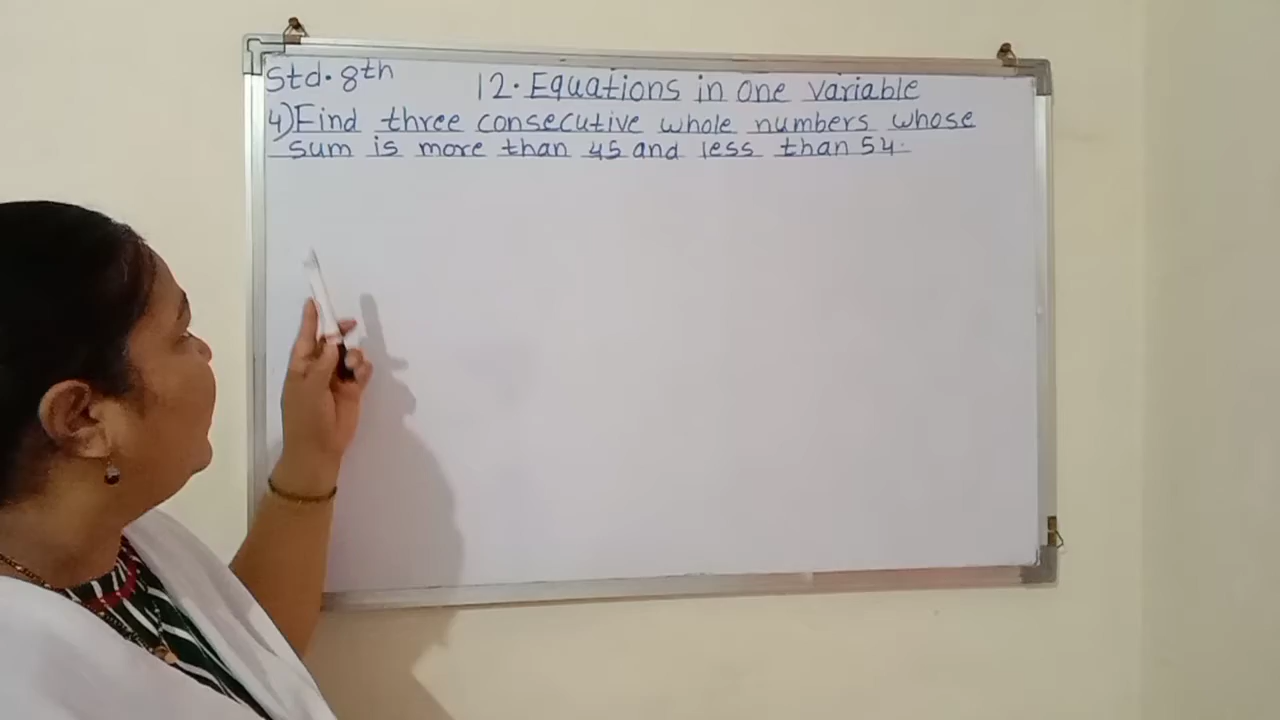 Std. 8th
12. Equations in one variable
4) Find three consecutive whole numbers whose
sum is more than 45 and less than 54.